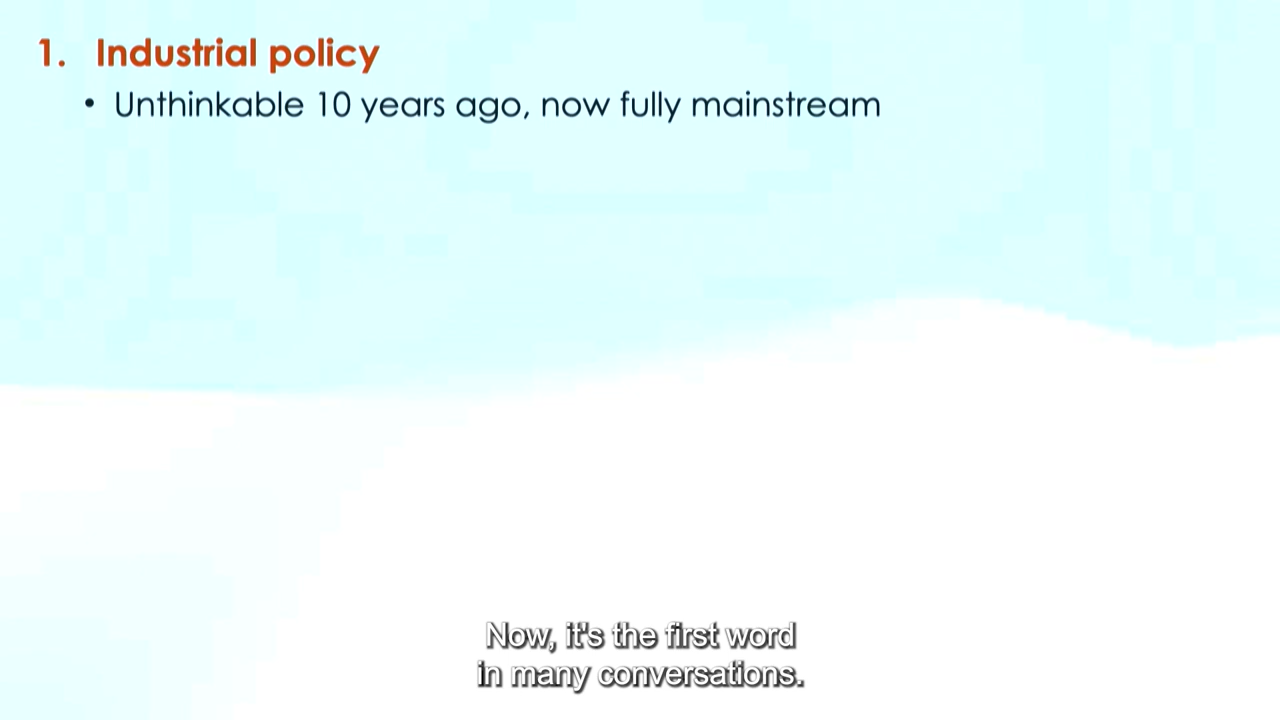 1. Industrial policy
• Unthinkable 10 years ago, now fully mainstream
Now, it's the first word
in many conversations.